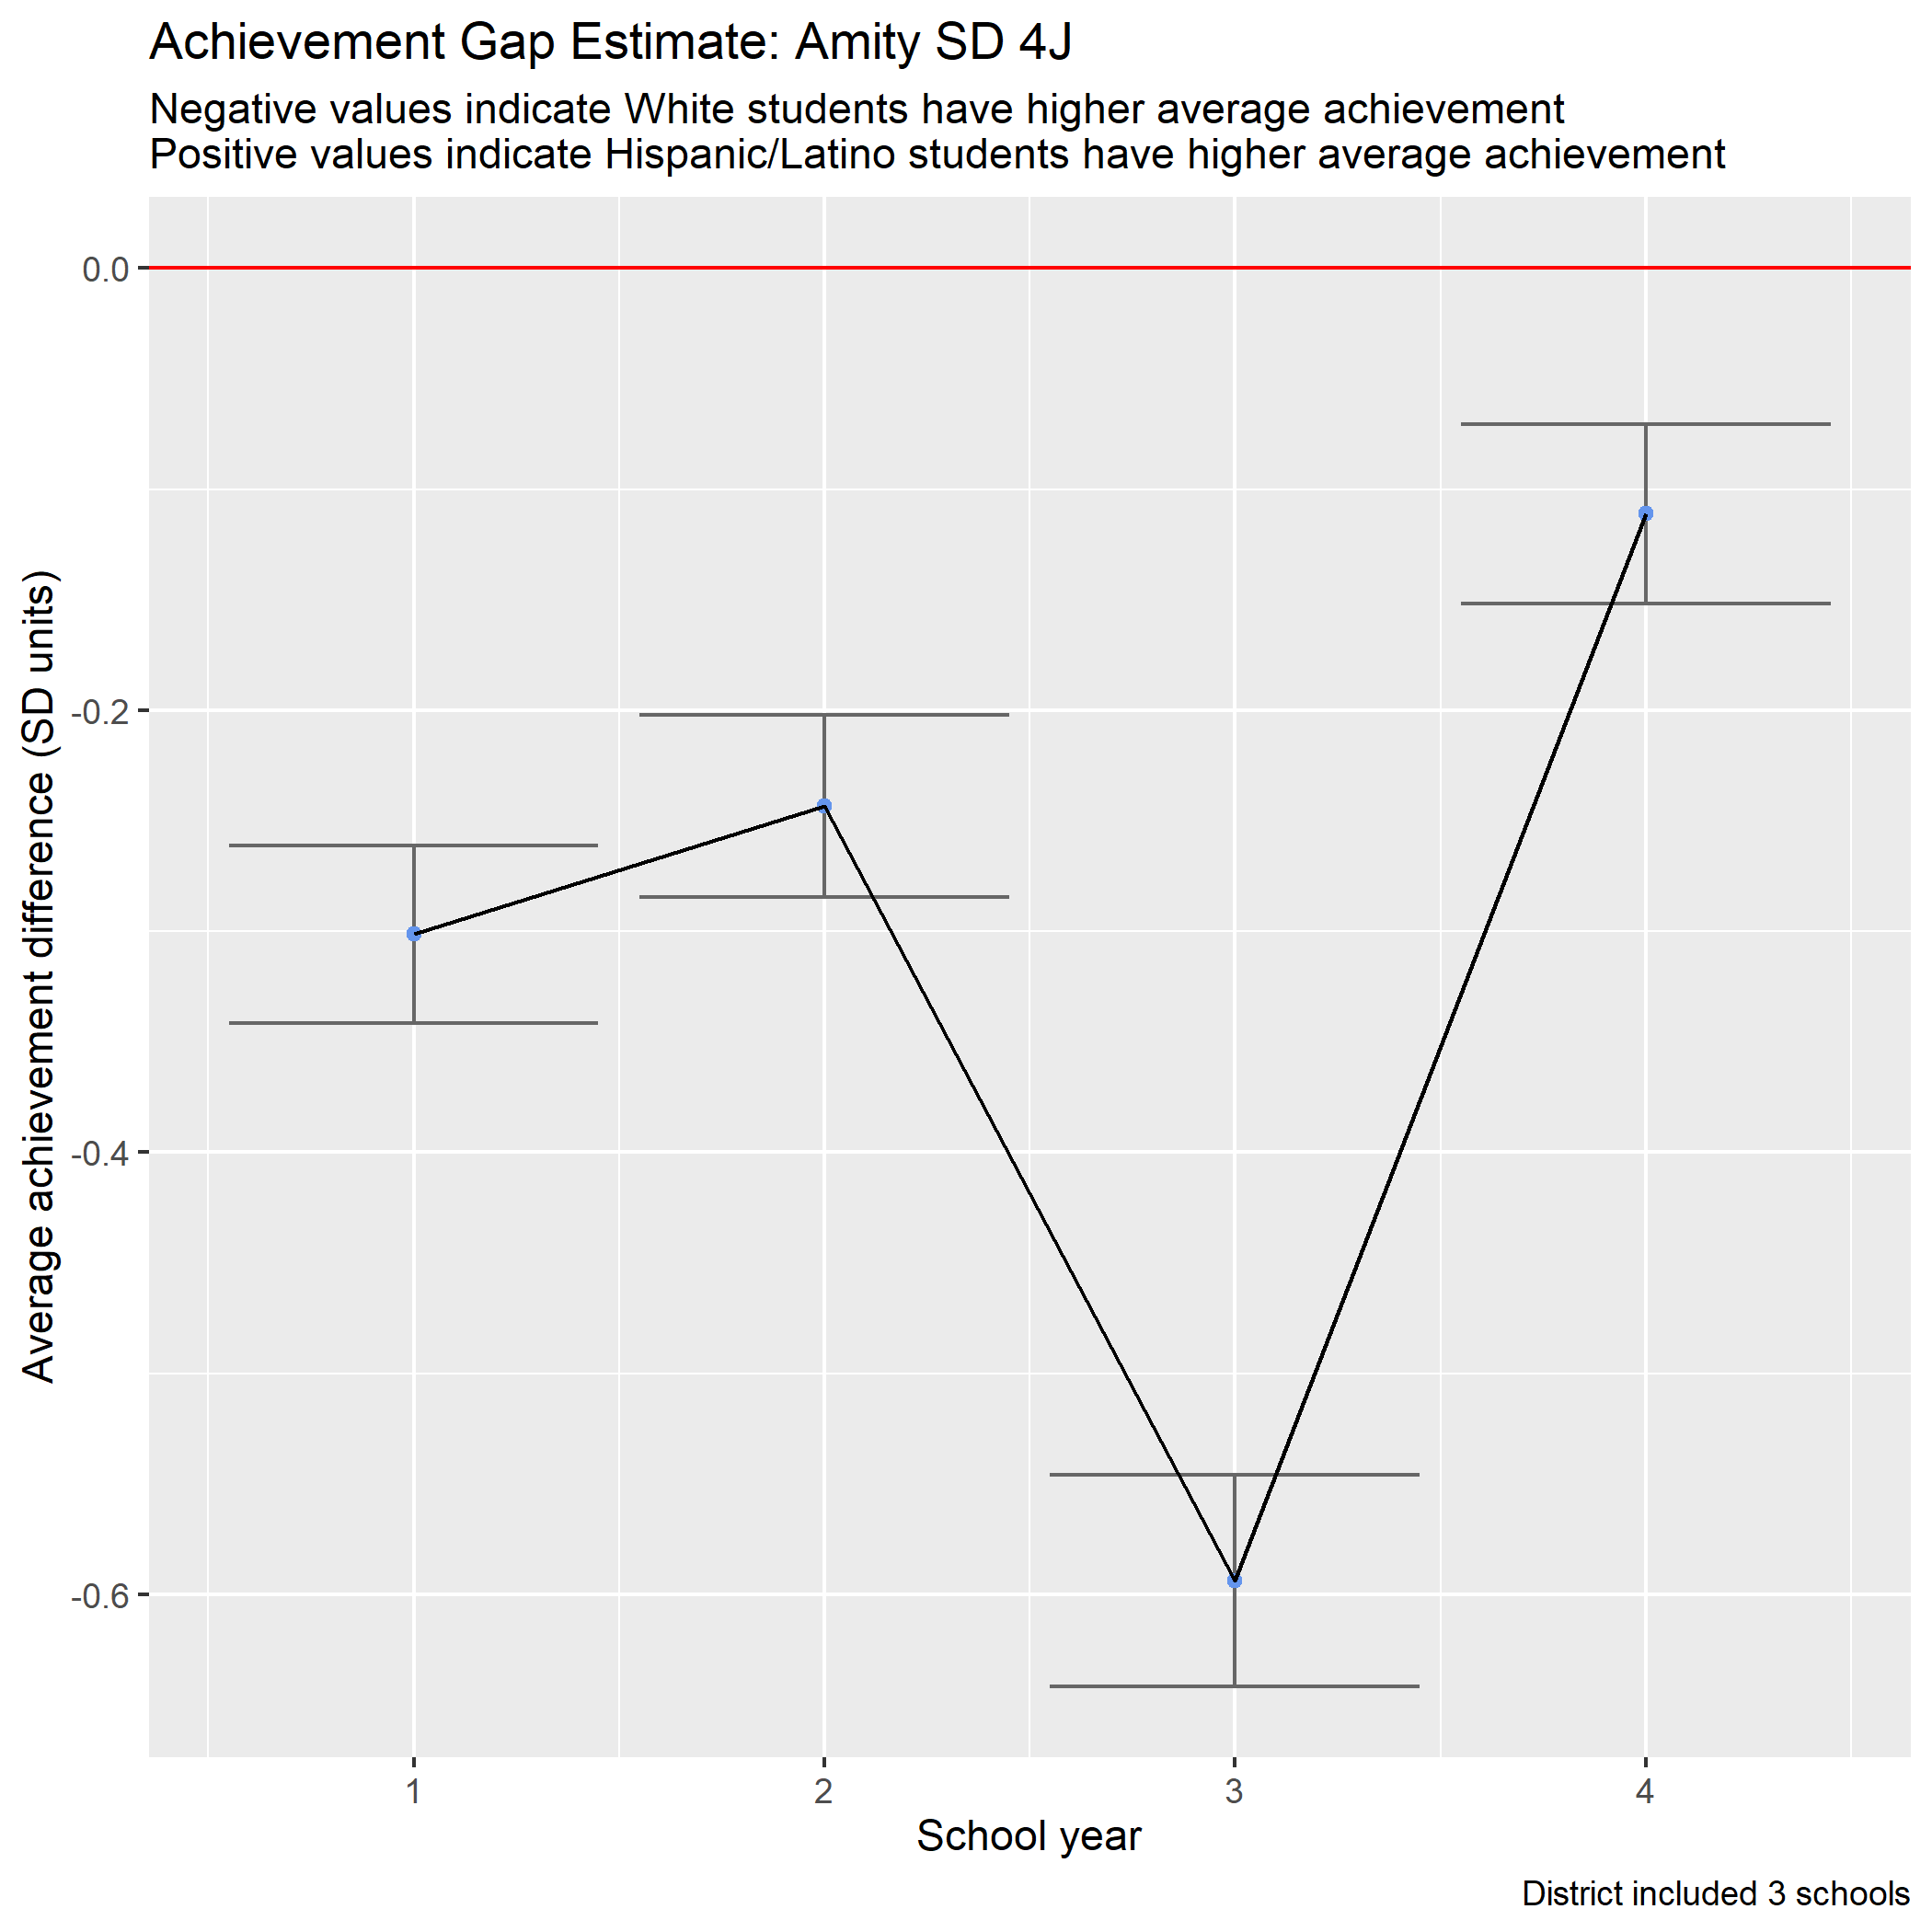 Achievement Gap Estimate: Amity SD 4J
Negative values indicate White students have higher average achievement
Positive values indicate Hispanic/Latino students have higher average achievement
Average achievement difference (SD units)
0.0
-0.2
-0.4
-0.6
1
2
3
4
School year
District included 3 schools